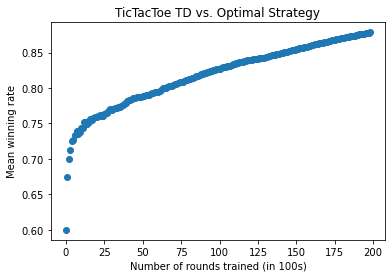 TicTacToe TD vs. Optimal Strategy
Mean winning rate
0.85
0.80
0.75
0.70
0.65
0.60
0 25 50 75 100 125 150 175 200
Number of rounds trained (in 100s)